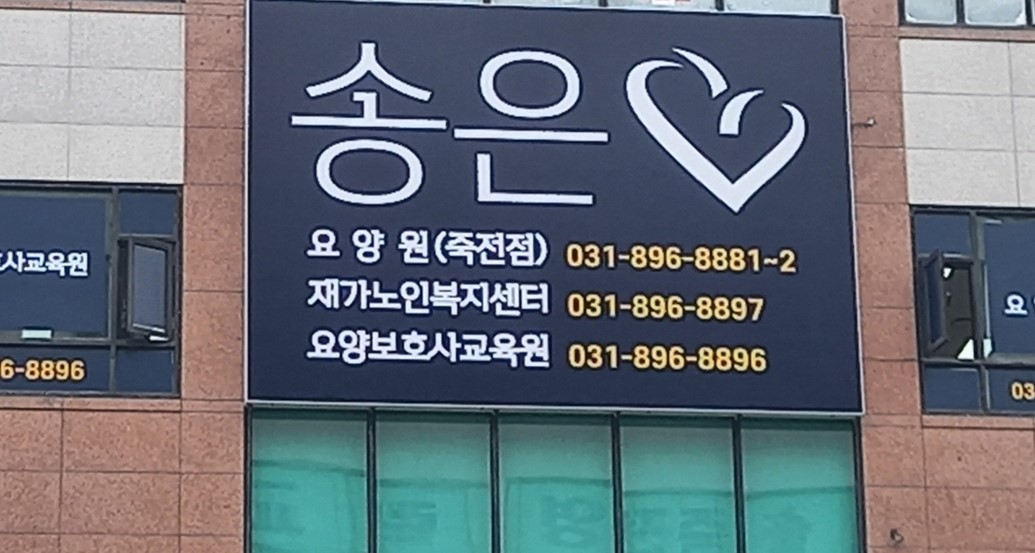 송은
요 양 원(죽전점) 031-896-8881~2
재가노인복지센터 031-896-8897
요양보호사교육원 031-896-8896
사교육원
6-8896
요
03